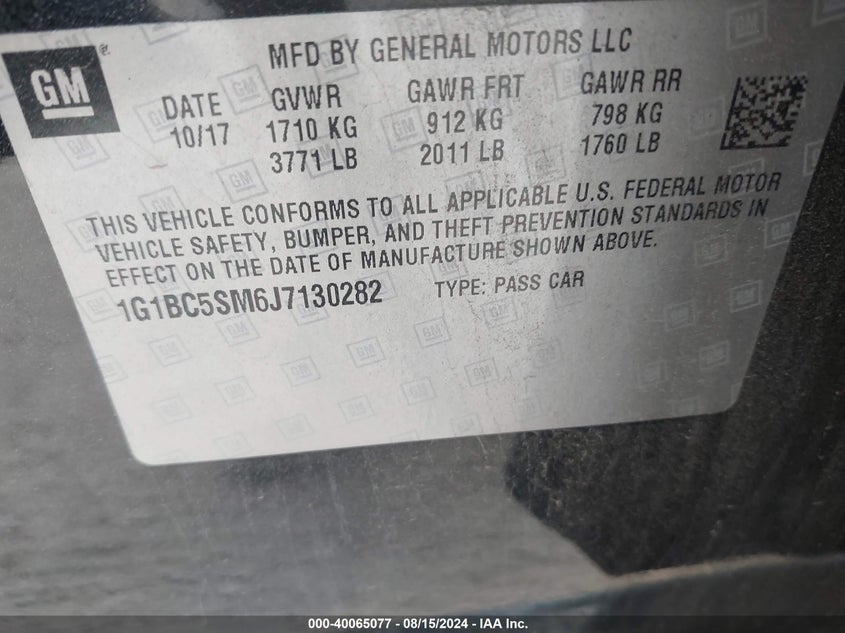 MFD BY GENERAL MOTORS LLC
GM
DATE GVWR GAWR FRT GAWR RR
10/17 1710 KG 912 KG 798 KG
3771 LB 2011 LB 1760 LB
THIS VEHICLE CONFORMS TO ALL APPLICABLE U.S. FEDERAL MOTOR
VEHICLE SAFETY, BUMPER, AND THEFT PREVENTION STANDARDS IN
EFFECT ON THE DATE OF MANUFACTURE SHOWN ABOVE.
1G1BC5SM6J7130282 TYPE: PASS CAR
000-40065077 - 08/15/2024 - IAA Inc.